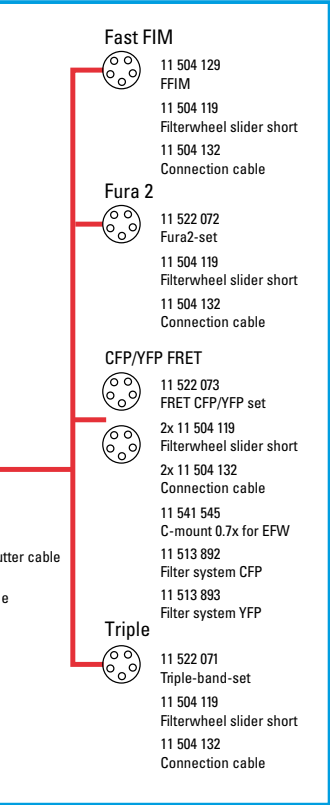 Fast FIM
11 504 129
FFIM
11 504 119
Filterwheel slider short
11 504 132
Connection cable
Fura 2
11 522 072
Fura2-set
11 504 119
Filterwheel slider short
11 504 132
Connection cable
CFP/YFP FRET
11 522 073
FRET CFP/YFP set
2x 11 504 119
Filterwheel slider short
2x 11 504 132
Connection cable
11 541 545
C-mount 0.7x for EFW
11 513 892
utter cable
Filter system CFP
11 513 893
e
Filter system YFP
Triple
11 522 071
Triple-band-set
11 504 119
Filterwheel slider short
11 504 132
Connection cable